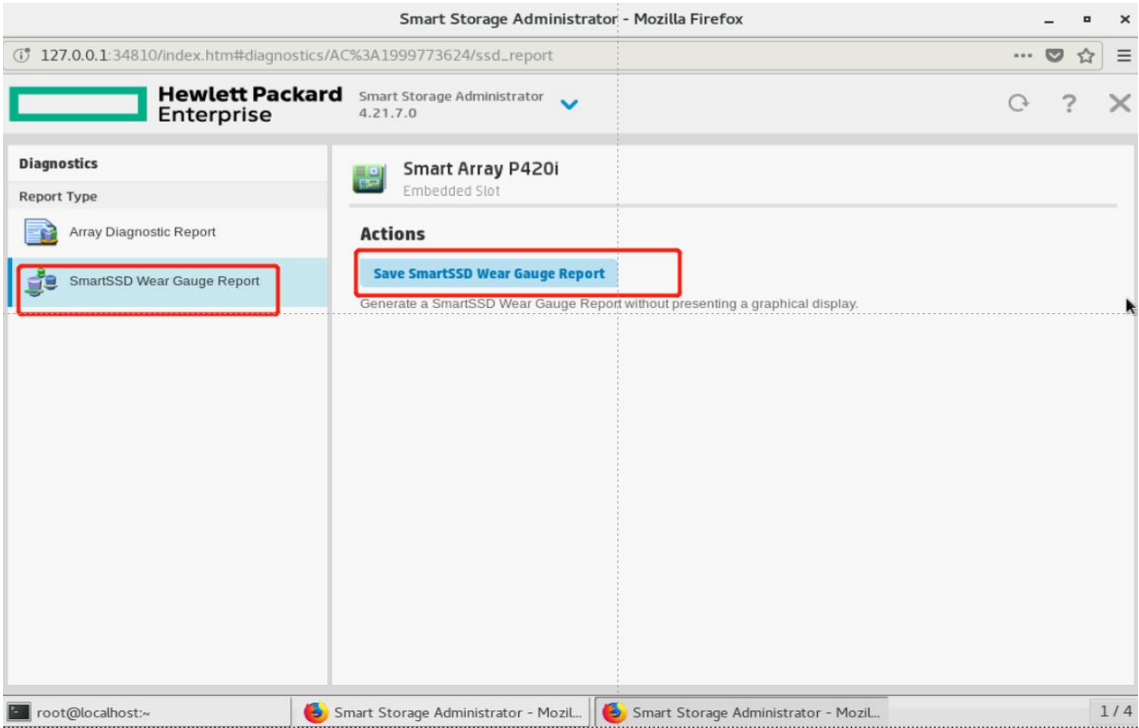 Smart Storage Administrator - Mozilla Firefox
127.0.0.1:34810/index.htm#diagnostics/AC%3A1999773624/ssd_report
Hewlett Packard
Enterprise
Smart Storage Administrator
4.21.7.0
Diagnostics
Report Type
Array Diagnostic Report
SmartSSD Wear Gauge Report
Smart Array P420i
Embedded Slot
Actions
Save SmartSSD Wear Gauge Report
Generate a SmartSSD Wear Gauge Report without presenting a graphical display.
root@localhost:~
Smart Storage Administrator - Mozil...
Smart Storage Administrator - Mozil...
1 / 4